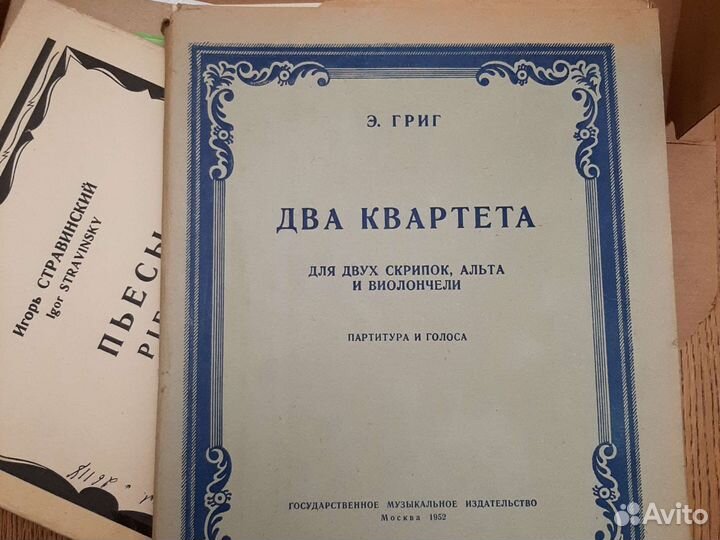 Э. ГРИГ
ДВА КВАРТЕТА
ДЛЯ ДВУХ СКРИПОК, АЛЬТА
И ВИОЛОНЧЕЛИ
ПАРТИТУРА И ГОЛОСА
ГОСУДАРСТВЕННОЕ МУЗЫКАЛЬНОЕ ИЗДАТЕЛЬСТВО
Москва 1952
Игорь СТРАВИНСКИЙ
Igor STRAVINSKY
ПЬЕСЫ
Avito